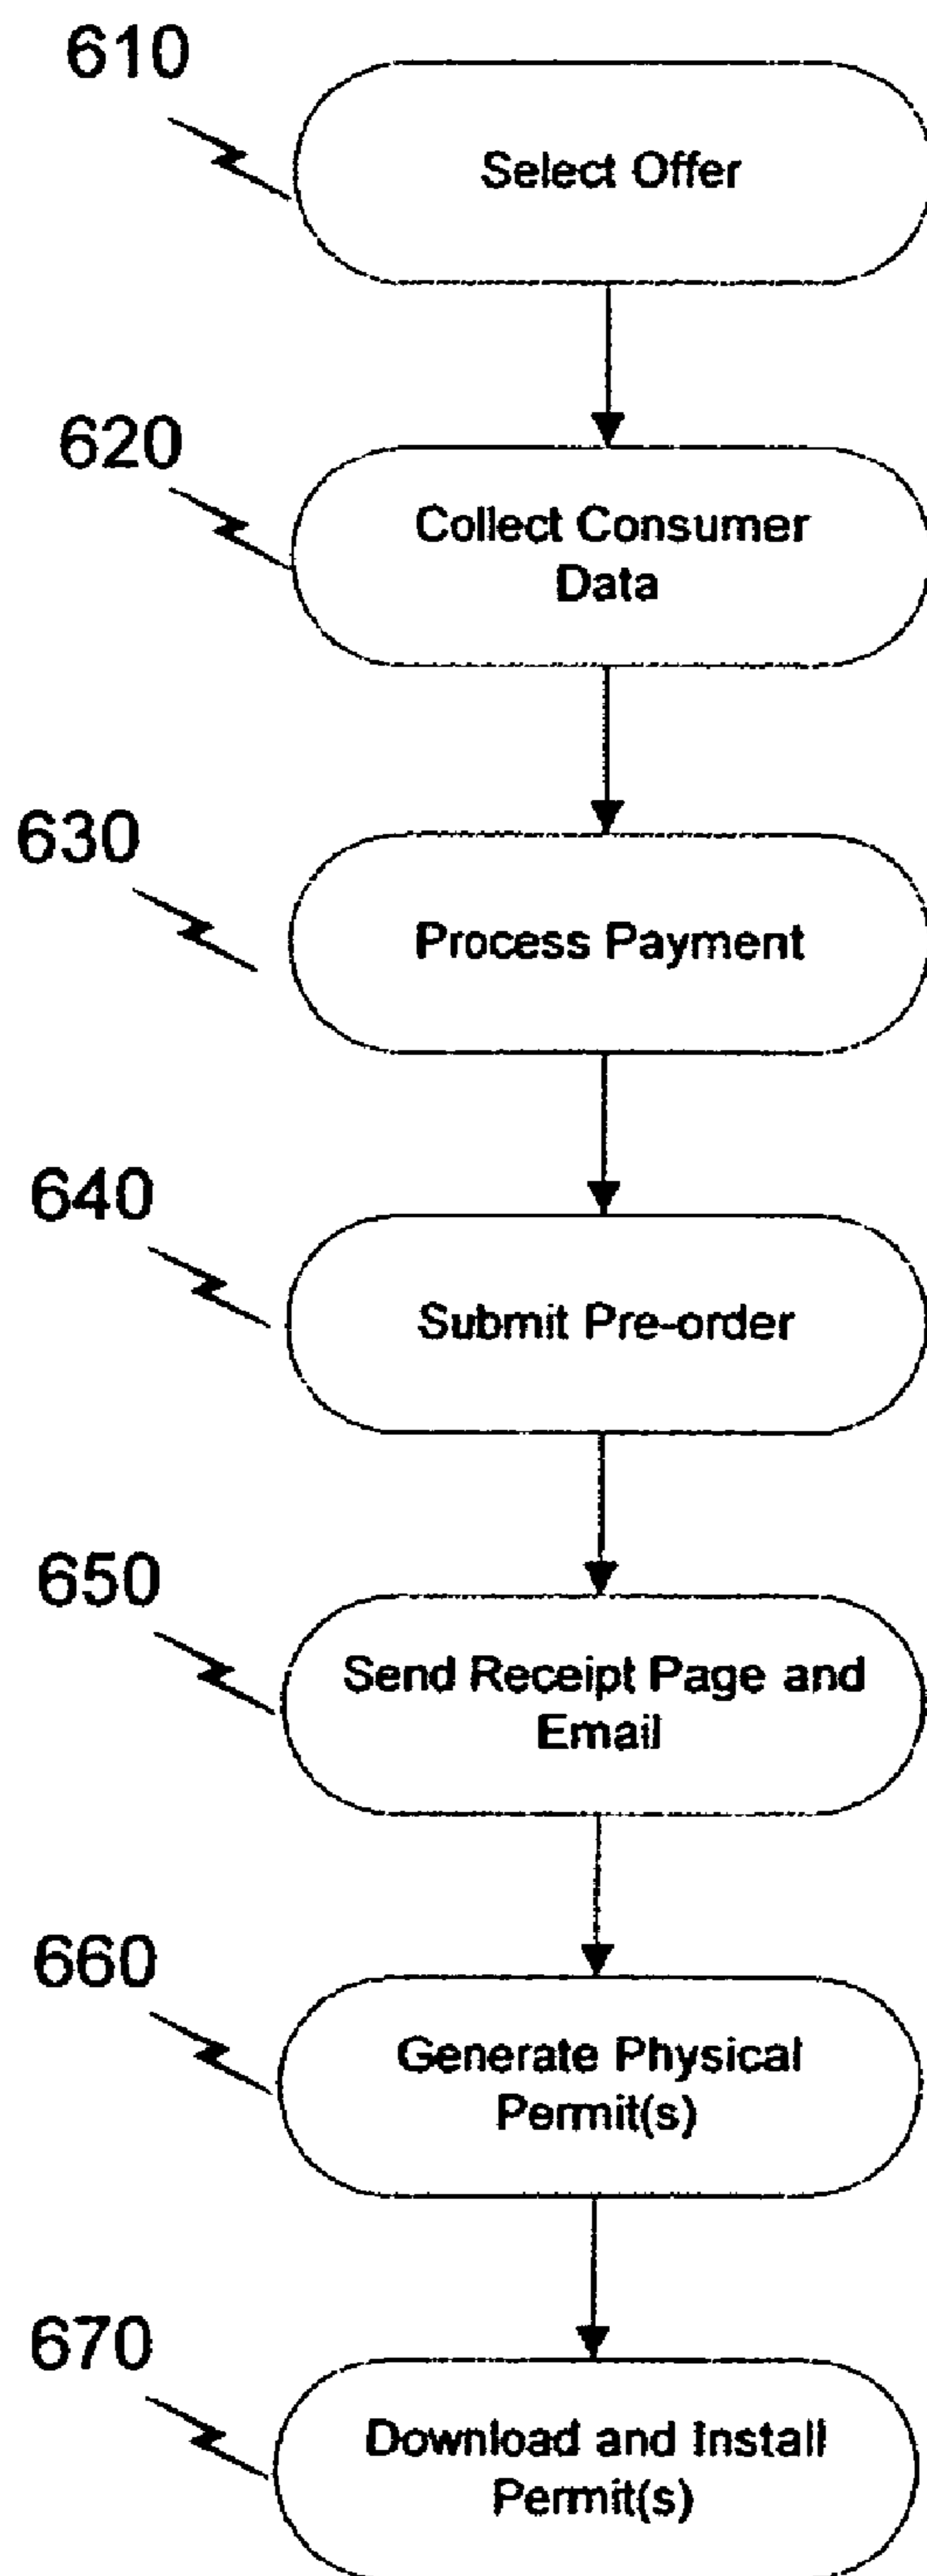 610
Select Offer
620
Collect Consumer
Data
630
Process Payment
640
Submit Pre-order
650
Send Receipt Page and
Email
660
Generate Physical
Permit(s)
670
Download and Install
Permit(s)